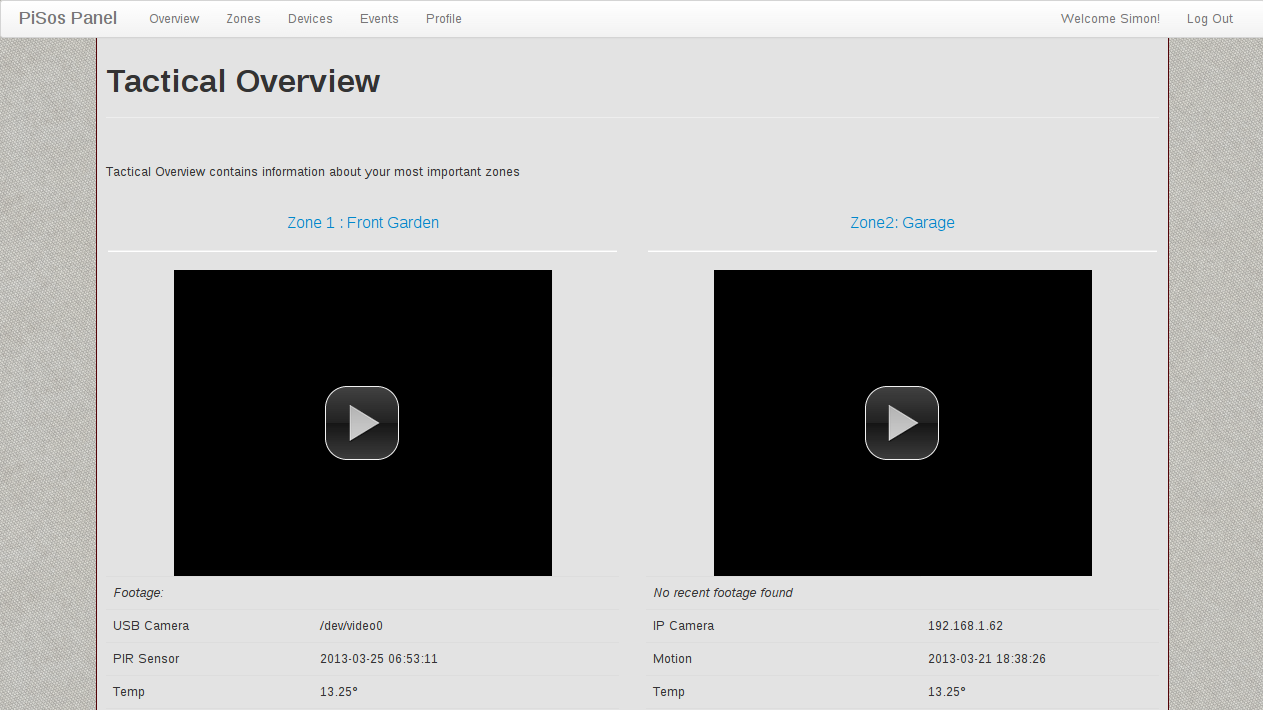 PiSos Panel Overview Zones Devices Events Profile Welcome Simon! Log Out
Tactical Overview
Tactical Overview contains information about your most important zones
Zone 1 : Front Garden
Zone2: Garage
Footage:
USB Camera /dev/video0
PIR Sensor 2013-03-25 06:53:11
Temp 13.25°
No recent footage found
IP Camera 192.168.1.62
Motion 2013-03-21 18:38:26
Temp 13.25°